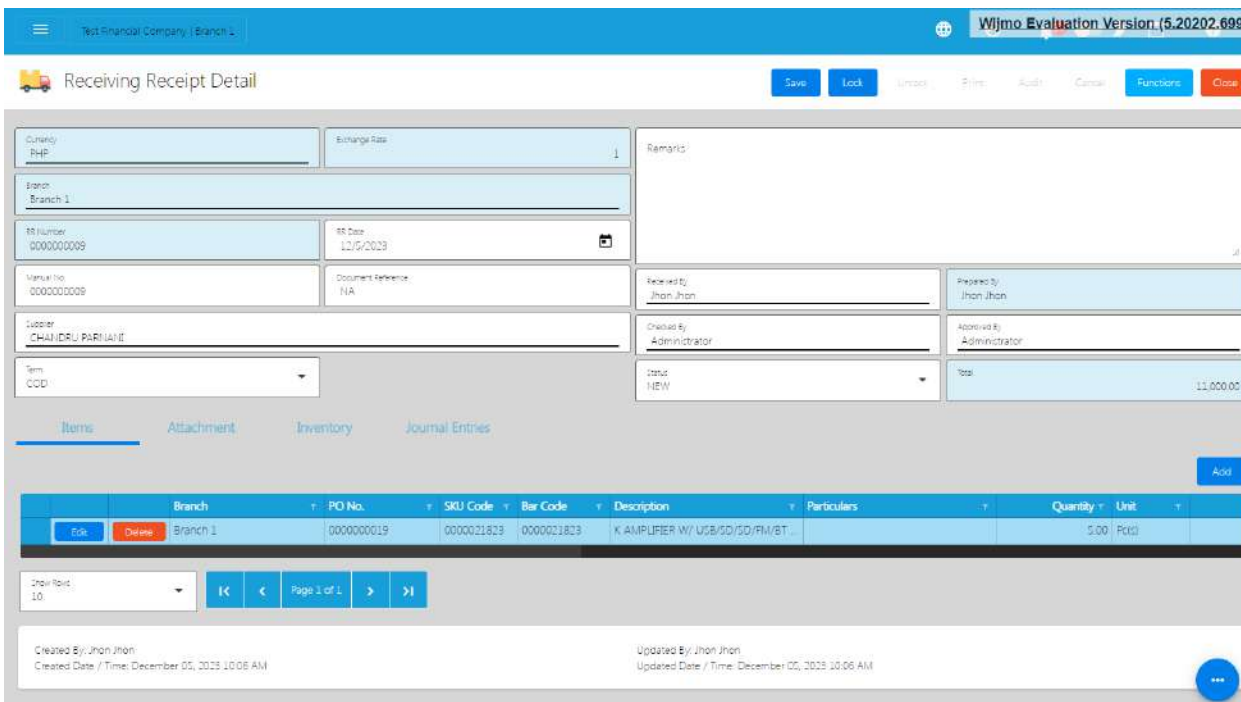 Test Financial Company | Branch 1
Wijmo Evaluation Version (5.20202.699
Receiving Receipt Detail
Save Lock Unlock Print Audit Cancel Functions Close
Currency
PHP
Exchange Rate
1
Remarks
Branch
Branch 1
RR Number
0000000009
RR Date
12/5/2023
Manual No.
0000000009
Document Reference
NA
Received By
Jhon Jhon
Prepared By
Jhon Jhon
Supplier
CHANDRU PARNANI
Checked By
Administrator
Approved By
Administrator
Term
COD
Status
NEW
Total
11,000.00
Items Attachment Inventory Journal Entries
Add
Branch PO No. SKU Code Bar Code Description Particulars Quantity Unit
Edit Delete Branch 1 0000000019 0000021823 0000021823 K AMPLIFIER W/ USB/SD/SD/FM/BT... 5.00 Pc(s)
Show Rows
10
Page 1 of 1
Created By: Jhon Jhon
Created Date / Time: December 05, 2023 10:06 AM
Updated By: Jhon Jhon
Updated Date / Time: December 05, 2023 10:06 AM